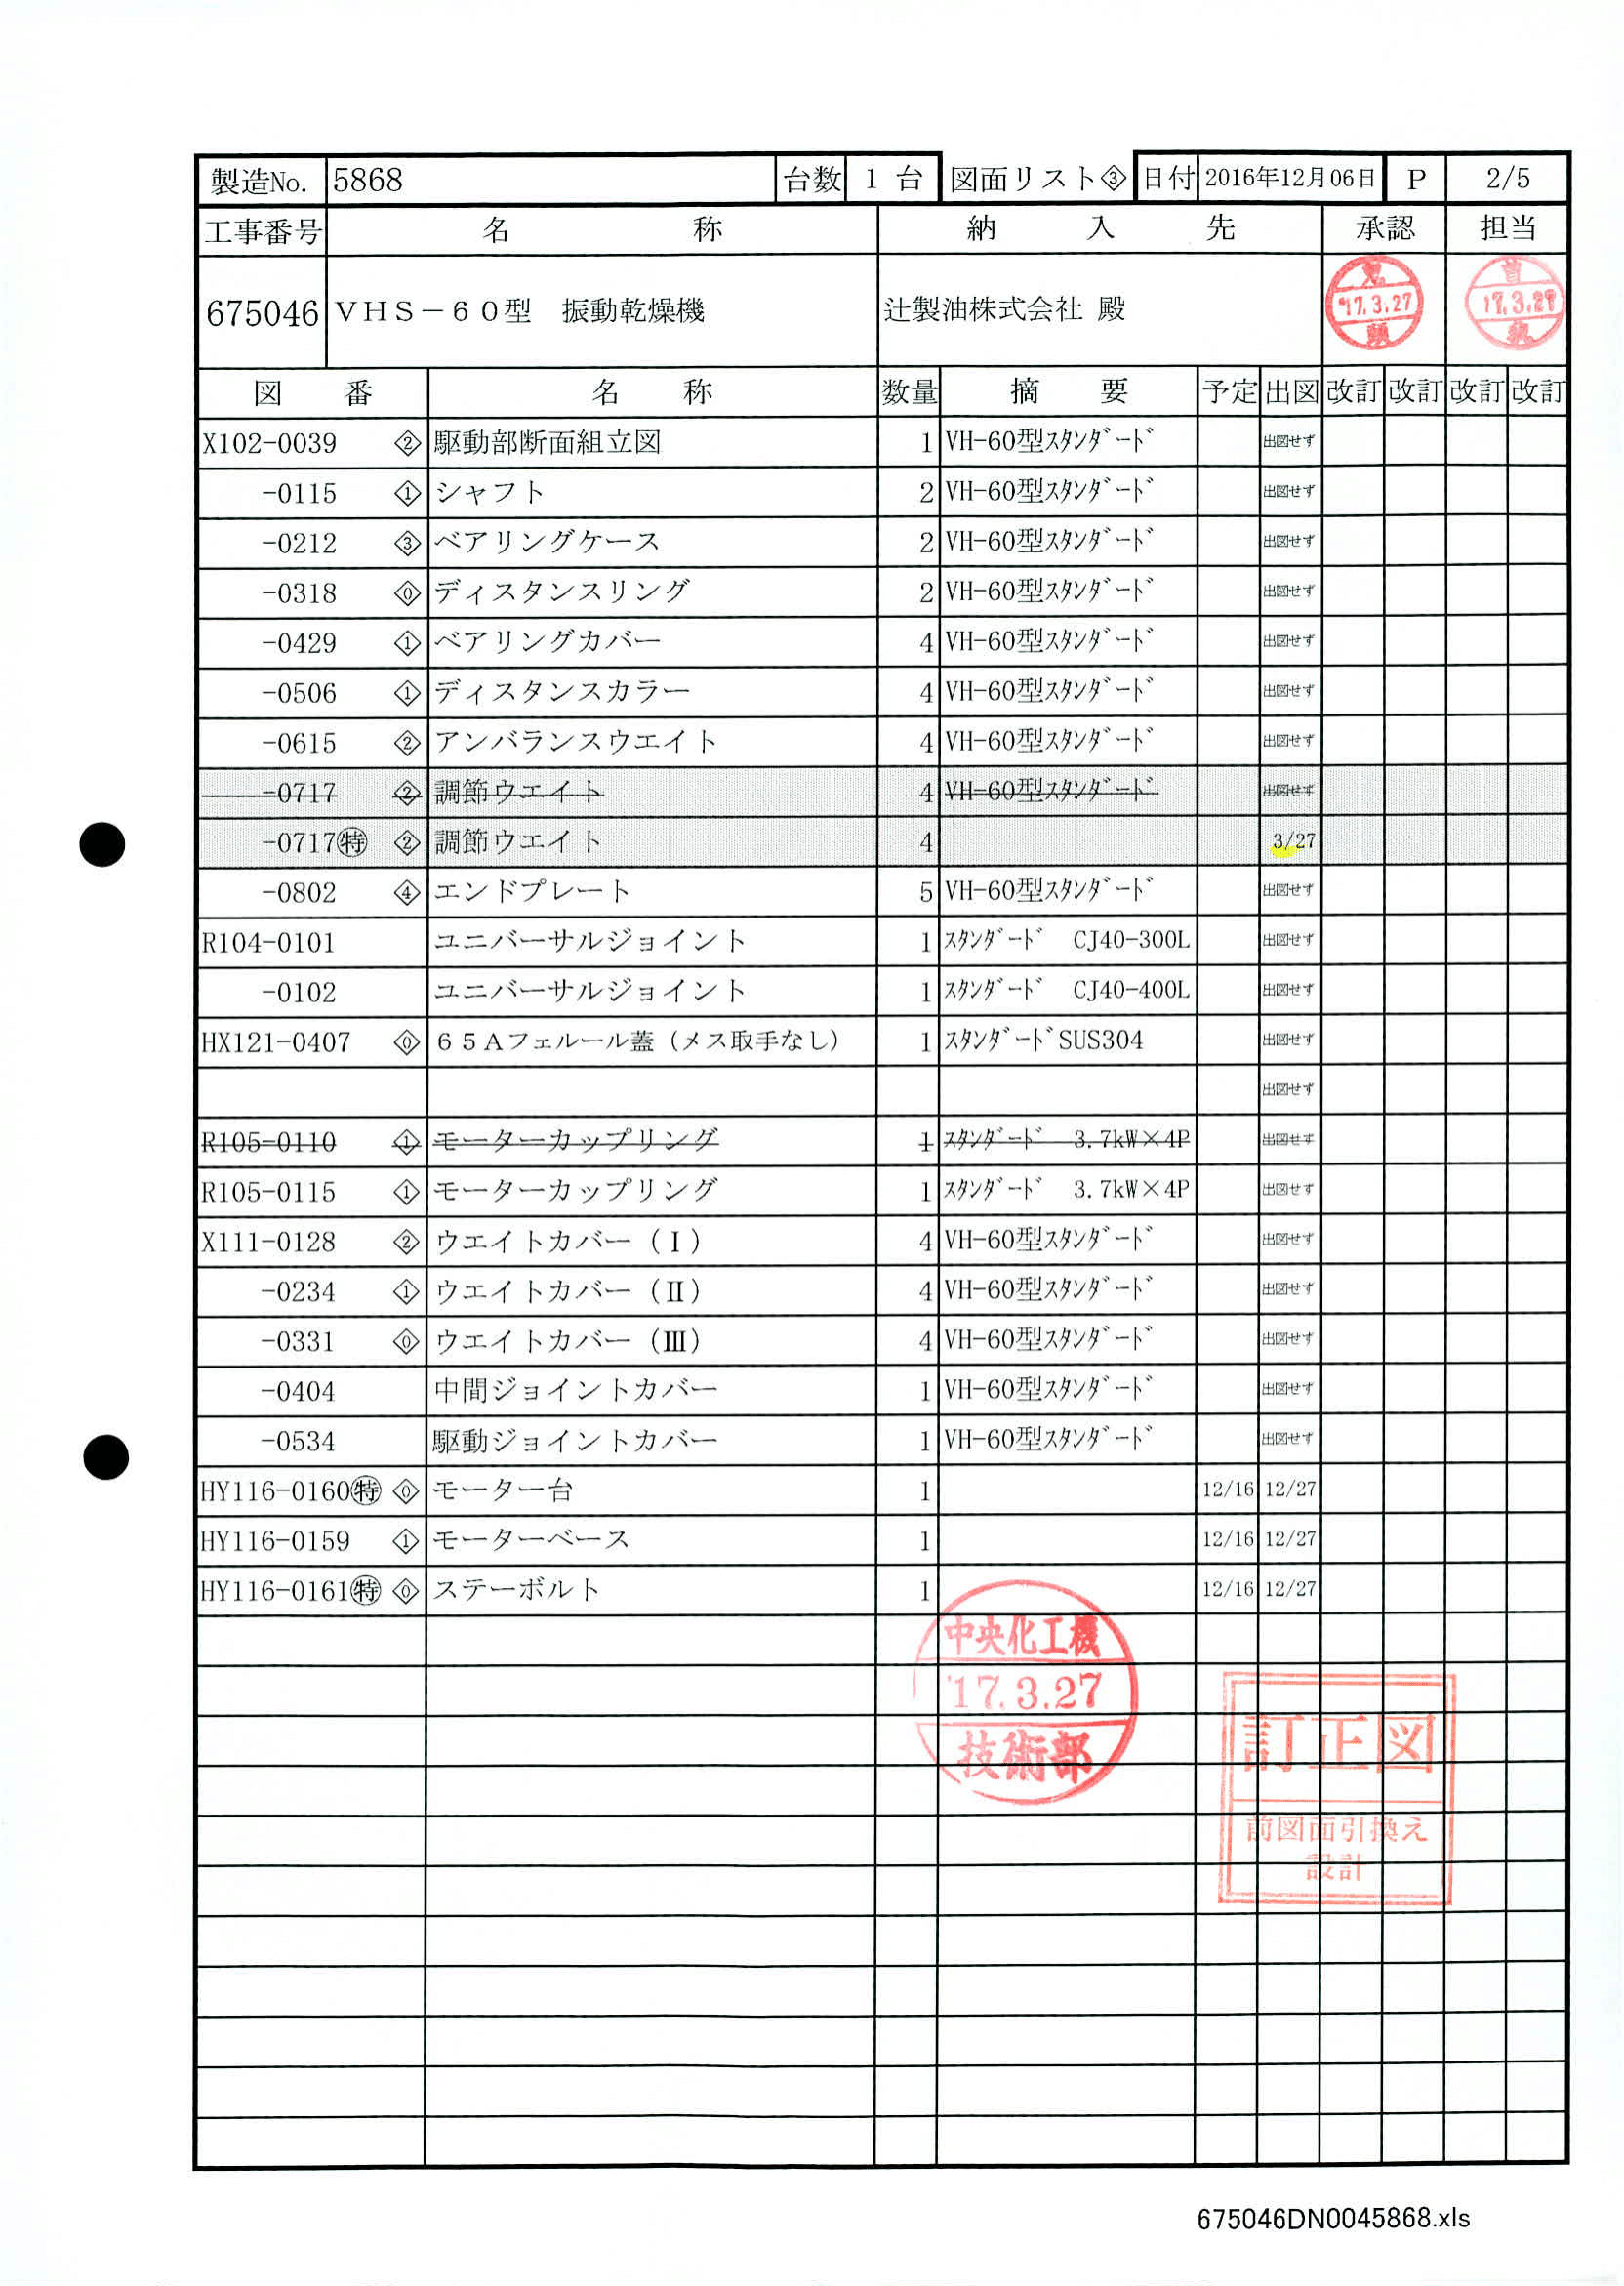 製造No. 5868 台数 1 台 図面リスト③ 日付 2016年12月06日 P 2/5
工事番号 名 称 納 入 先 承認 担当
675046 VHS－60型 振動乾燥機 辻製油株式会社 殿
'17.3.27 17.3.27
図 番 名 称 数量 摘 要 予定 出図 改訂 改訂 改訂 改訂
X102-0039 ② 駆動部断面組立図 1 VH-60型ｽﾀﾝﾀﾞｰﾄﾞ 出図せず
-0115 ① シャフト 2 VH-60型ｽﾀﾝﾀﾞｰﾄﾞ 出図せず
-0212 ③ ベアリングケース 2 VH-60型ｽﾀﾝﾀﾞｰﾄﾞ 出図せず
-0318 ⓪ ディスタンスリング 2 VH-60型ｽﾀﾝﾀﾞｰﾄﾞ 出図せず
-0429 ① ベアリングカバー 4 VH-60型ｽﾀﾝﾀﾞｰﾄﾞ 出図せず
-0506 ① ディスタンスカラー 4 VH-60型ｽﾀﾝﾀﾞｰﾄﾞ 出図せず
-0615 ② アンバランスウエイト 4 VH-60型ｽﾀﾝﾀﾞｰﾄﾞ 出図せず
-0717 ② 調節ウエイト 4 VH-60型ｽﾀﾝﾀﾞｰﾄﾞ 出図せず
-0717㊕ ② 調節ウエイト 4 3/27
-0802 ④ エンドプレート 5 VH-60型ｽﾀﾝﾀﾞｰﾄﾞ 出図せず
R104-0101 ユニバーサルジョイント 1 ｽﾀﾝﾀﾞｰﾄﾞ CJ40-300L 出図せず
-0102 ユニバーサルジョイント 1 ｽﾀﾝﾀﾞｰﾄﾞ CJ40-400L 出図せず
HX121-0407 ⓪ 65Aフェルール蓋（メス取手なし） 1 ｽﾀﾝﾀﾞｰﾄﾞSUS304 出図せず
出図せず
R105-0110 ① モーターカップリング 1 ｽﾀﾝﾀﾞｰﾄﾞ 3.7kW×4P 出図せず
R105-0115 ① モーターカップリング 1 ｽﾀﾝﾀﾞｰﾄﾞ 3.7kW×4P 出図せず
X111-0128 ② ウエイトカバー（Ⅰ） 4 VH-60型ｽﾀﾝﾀﾞｰﾄﾞ 出図せず
-0234 ① ウエイトカバー（Ⅱ） 4 VH-60型ｽﾀﾝﾀﾞｰﾄﾞ 出図せず
-0331 ⓪ ウエイトカバー（Ⅲ） 4 VH-60型ｽﾀﾝﾀﾞｰﾄﾞ 出図せず
-0404 中間ジョイントカバー 1 VH-60型ｽﾀﾝﾀﾞｰﾄﾞ 出図せず
-0534 駆動ジョイントカバー 1 VH-60型ｽﾀﾝﾀﾞｰﾄﾞ 出図せず
HY116-0160㊕ ⓪ モーター台 1 12/16 12/27
HY116-0159 ① モーターベース 1 12/16 12/27
HY116-0161㊕ ⓪ ステーボルト 1 12/16 12/27
中央化工機
'17.3.27
技術部
訂正図
前図面引換え
設計
675046DN0045868.xls